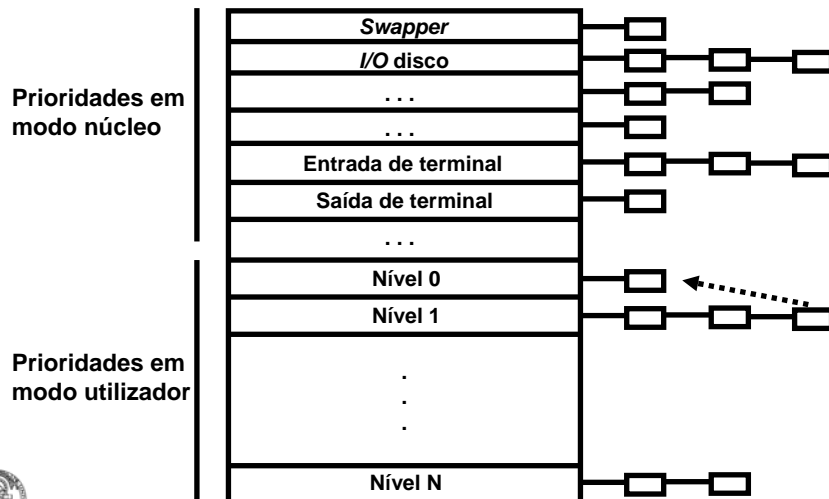 Swapper
I/O disco
Prioridades em
modo núcleo
. . .
. . .
Entrada de terminal
Saída de terminal
. . .
Nível 0
Nível 1
Prioridades em
modo utilizador
.
.
.
Nível N